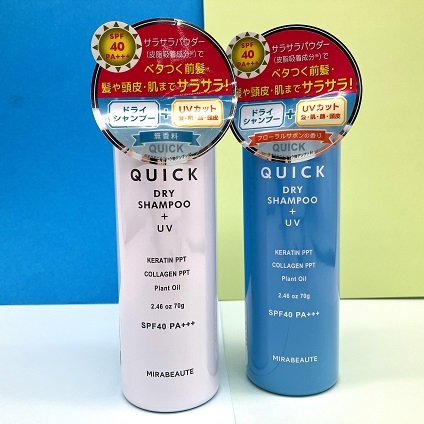 SPF
40
PA+++
サラサラパウダー
(皮脂吸着成分※)で
ベタつく前髪
髪や頭皮・肌までサラサラ!
ドライ
シャンプー
+
UVカット
髪・肌・顔・頭皮
無香料
QUICK
QUICK
DRY
SHAMPOO
+
UV
KERATIN PPT
COLLAGEN PPT
Plant Oil
2.46 oz 70g
SPF40 PA+++
MIRABEAUTE
SPF
40
PA+++
サラサラパウダー
(皮脂吸着成分※)で
ベタつく前髪
髪や頭皮・肌までサラサラ!
ドライ
シャンプー
+
UVカット
髪・肌・顔・頭皮
フローラルサボンの香り
QUICK
QUICK
DRY
SHAMPOO
+
UV
KERATIN PPT
COLLAGEN PPT
Plant Oil
2.46 oz 70g
SPF40 PA+++
MIRABEAUTE